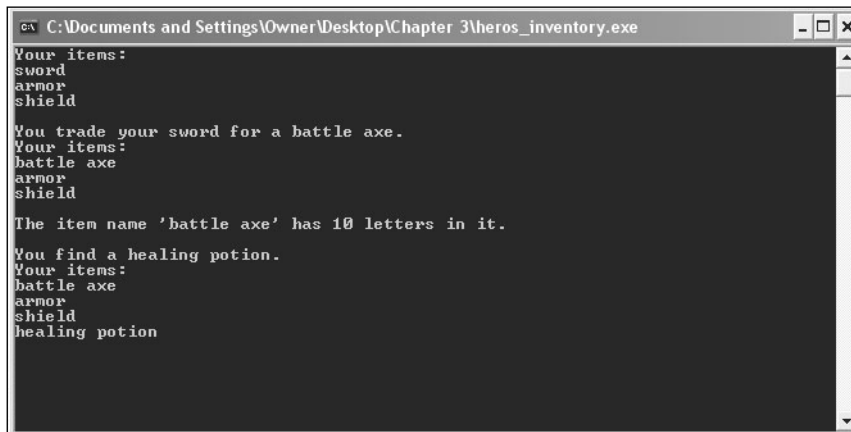 C:\Documents and Settings\Owner\Desktop\Chapter 3\heros_inventory.exe
Your items:
sword
armor
shield
You trade your sword for a battle axe.
Your items:
battle axe
armor
shield
The item name 'battle axe' has 10 letters in it.
You find a healing potion.
Your items:
battle axe
armor
shield
healing potion